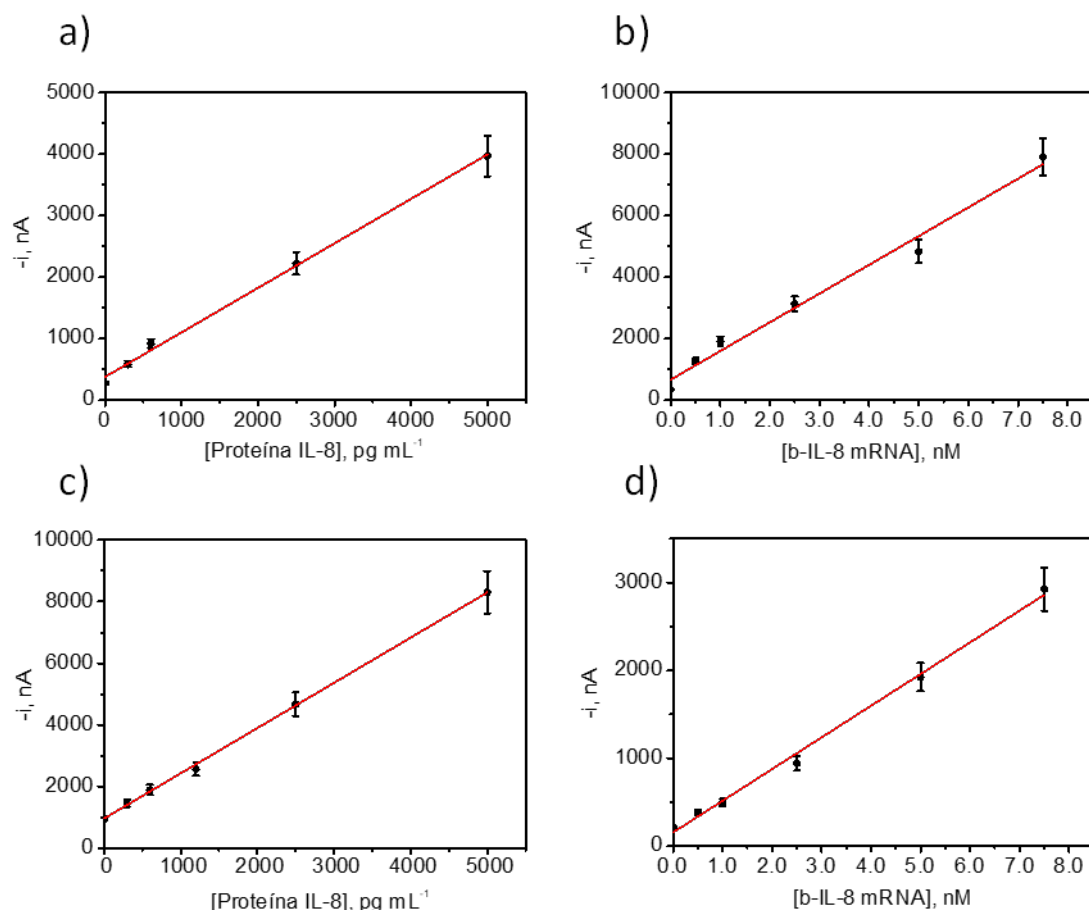 a)
5000
4000
3000
2000
1000
0
-i, nA
0 1000 2000 3000 4000 5000
[Proteína IL-8], pg mL⁻¹
b)
10000
8000
6000
4000
2000
0
-i, nA
0.0 1.0 2.0 3.0 4.0 5.0 6.0 7.0 8.0
[b-IL-8 mRNA], nM
c)
10000
8000
6000
4000
2000
0
-i, nA
0 1000 2000 3000 4000 5000
[Proteína IL-8], pg mL⁻¹
d)
3000
2000
1000
0
-i, nA
0.0 1.0 2.0 3.0 4.0 5.0 6.0 7.0 8.0
[b-IL-8 mRNA], nM